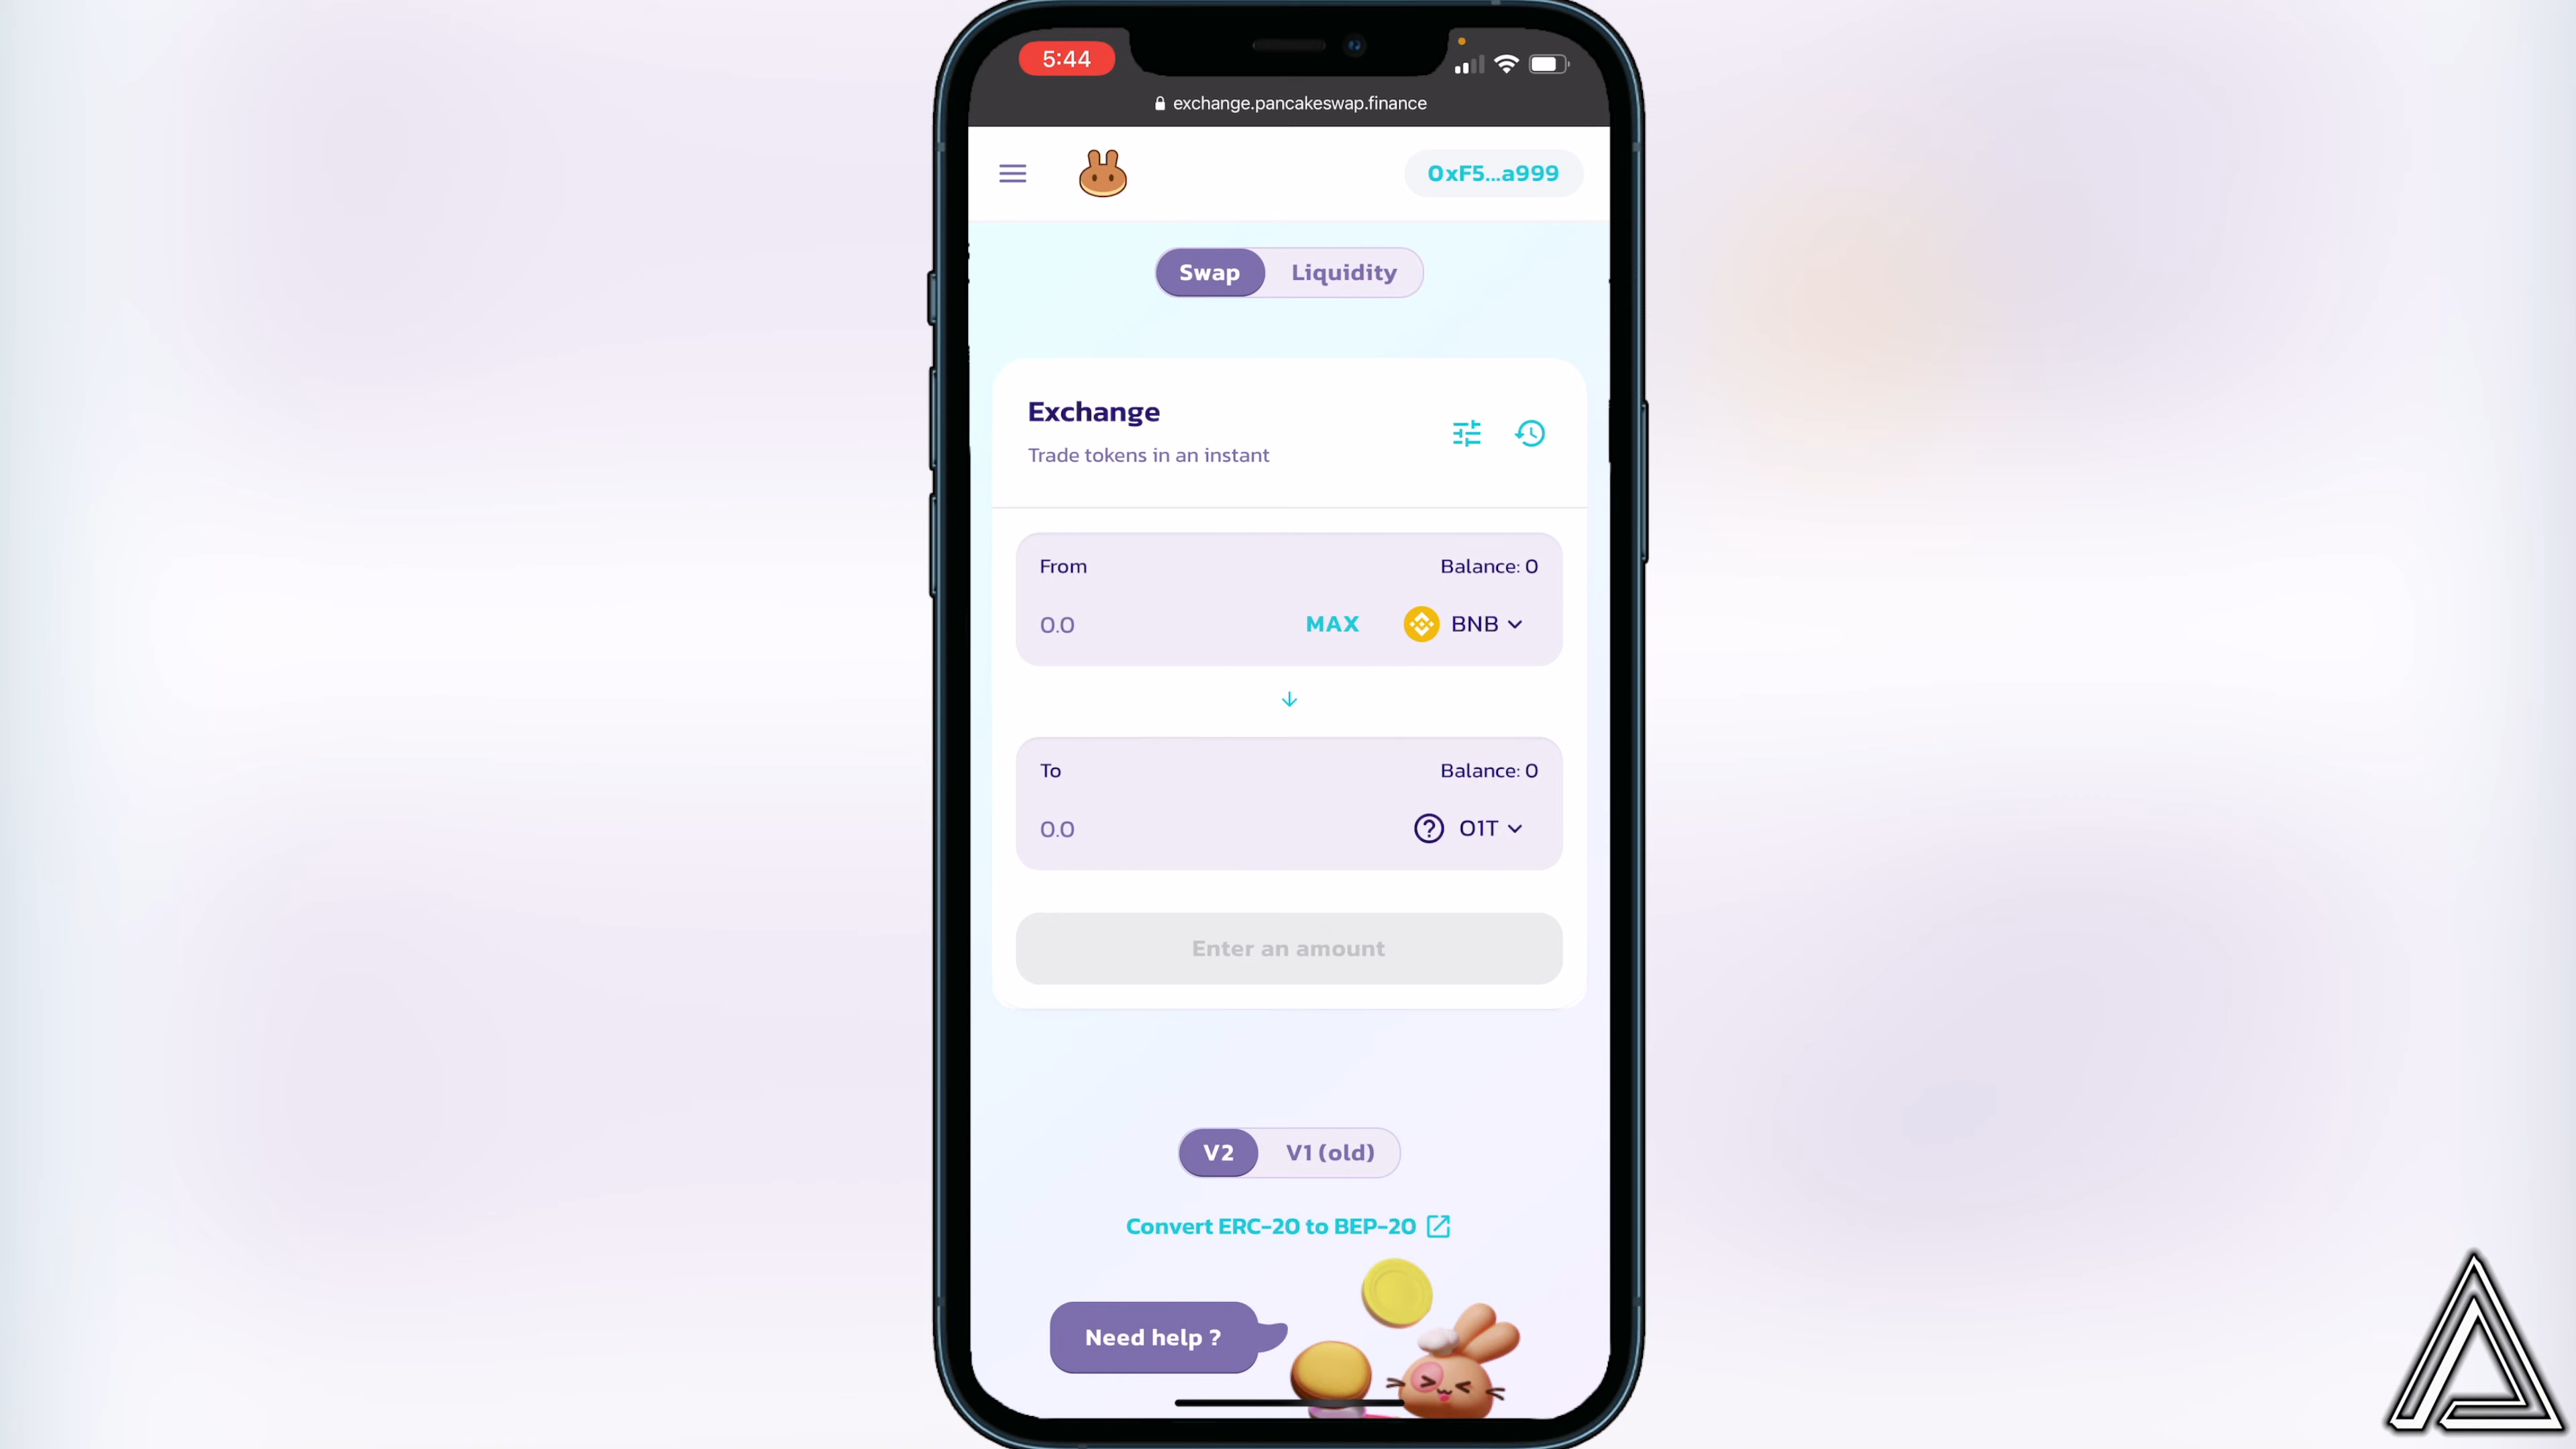 5:44
exchange.pancakeswap.finance
0xF5...a999
Swap Liquidity
Exchange
Trade tokens in an instant
From Balance: 0
0.0 MAX BNB
To Balance: 0
0.0 O1T
Enter an amount
V2 V1 (old)
Convert ERC-20 to BEP-20
Need help ?